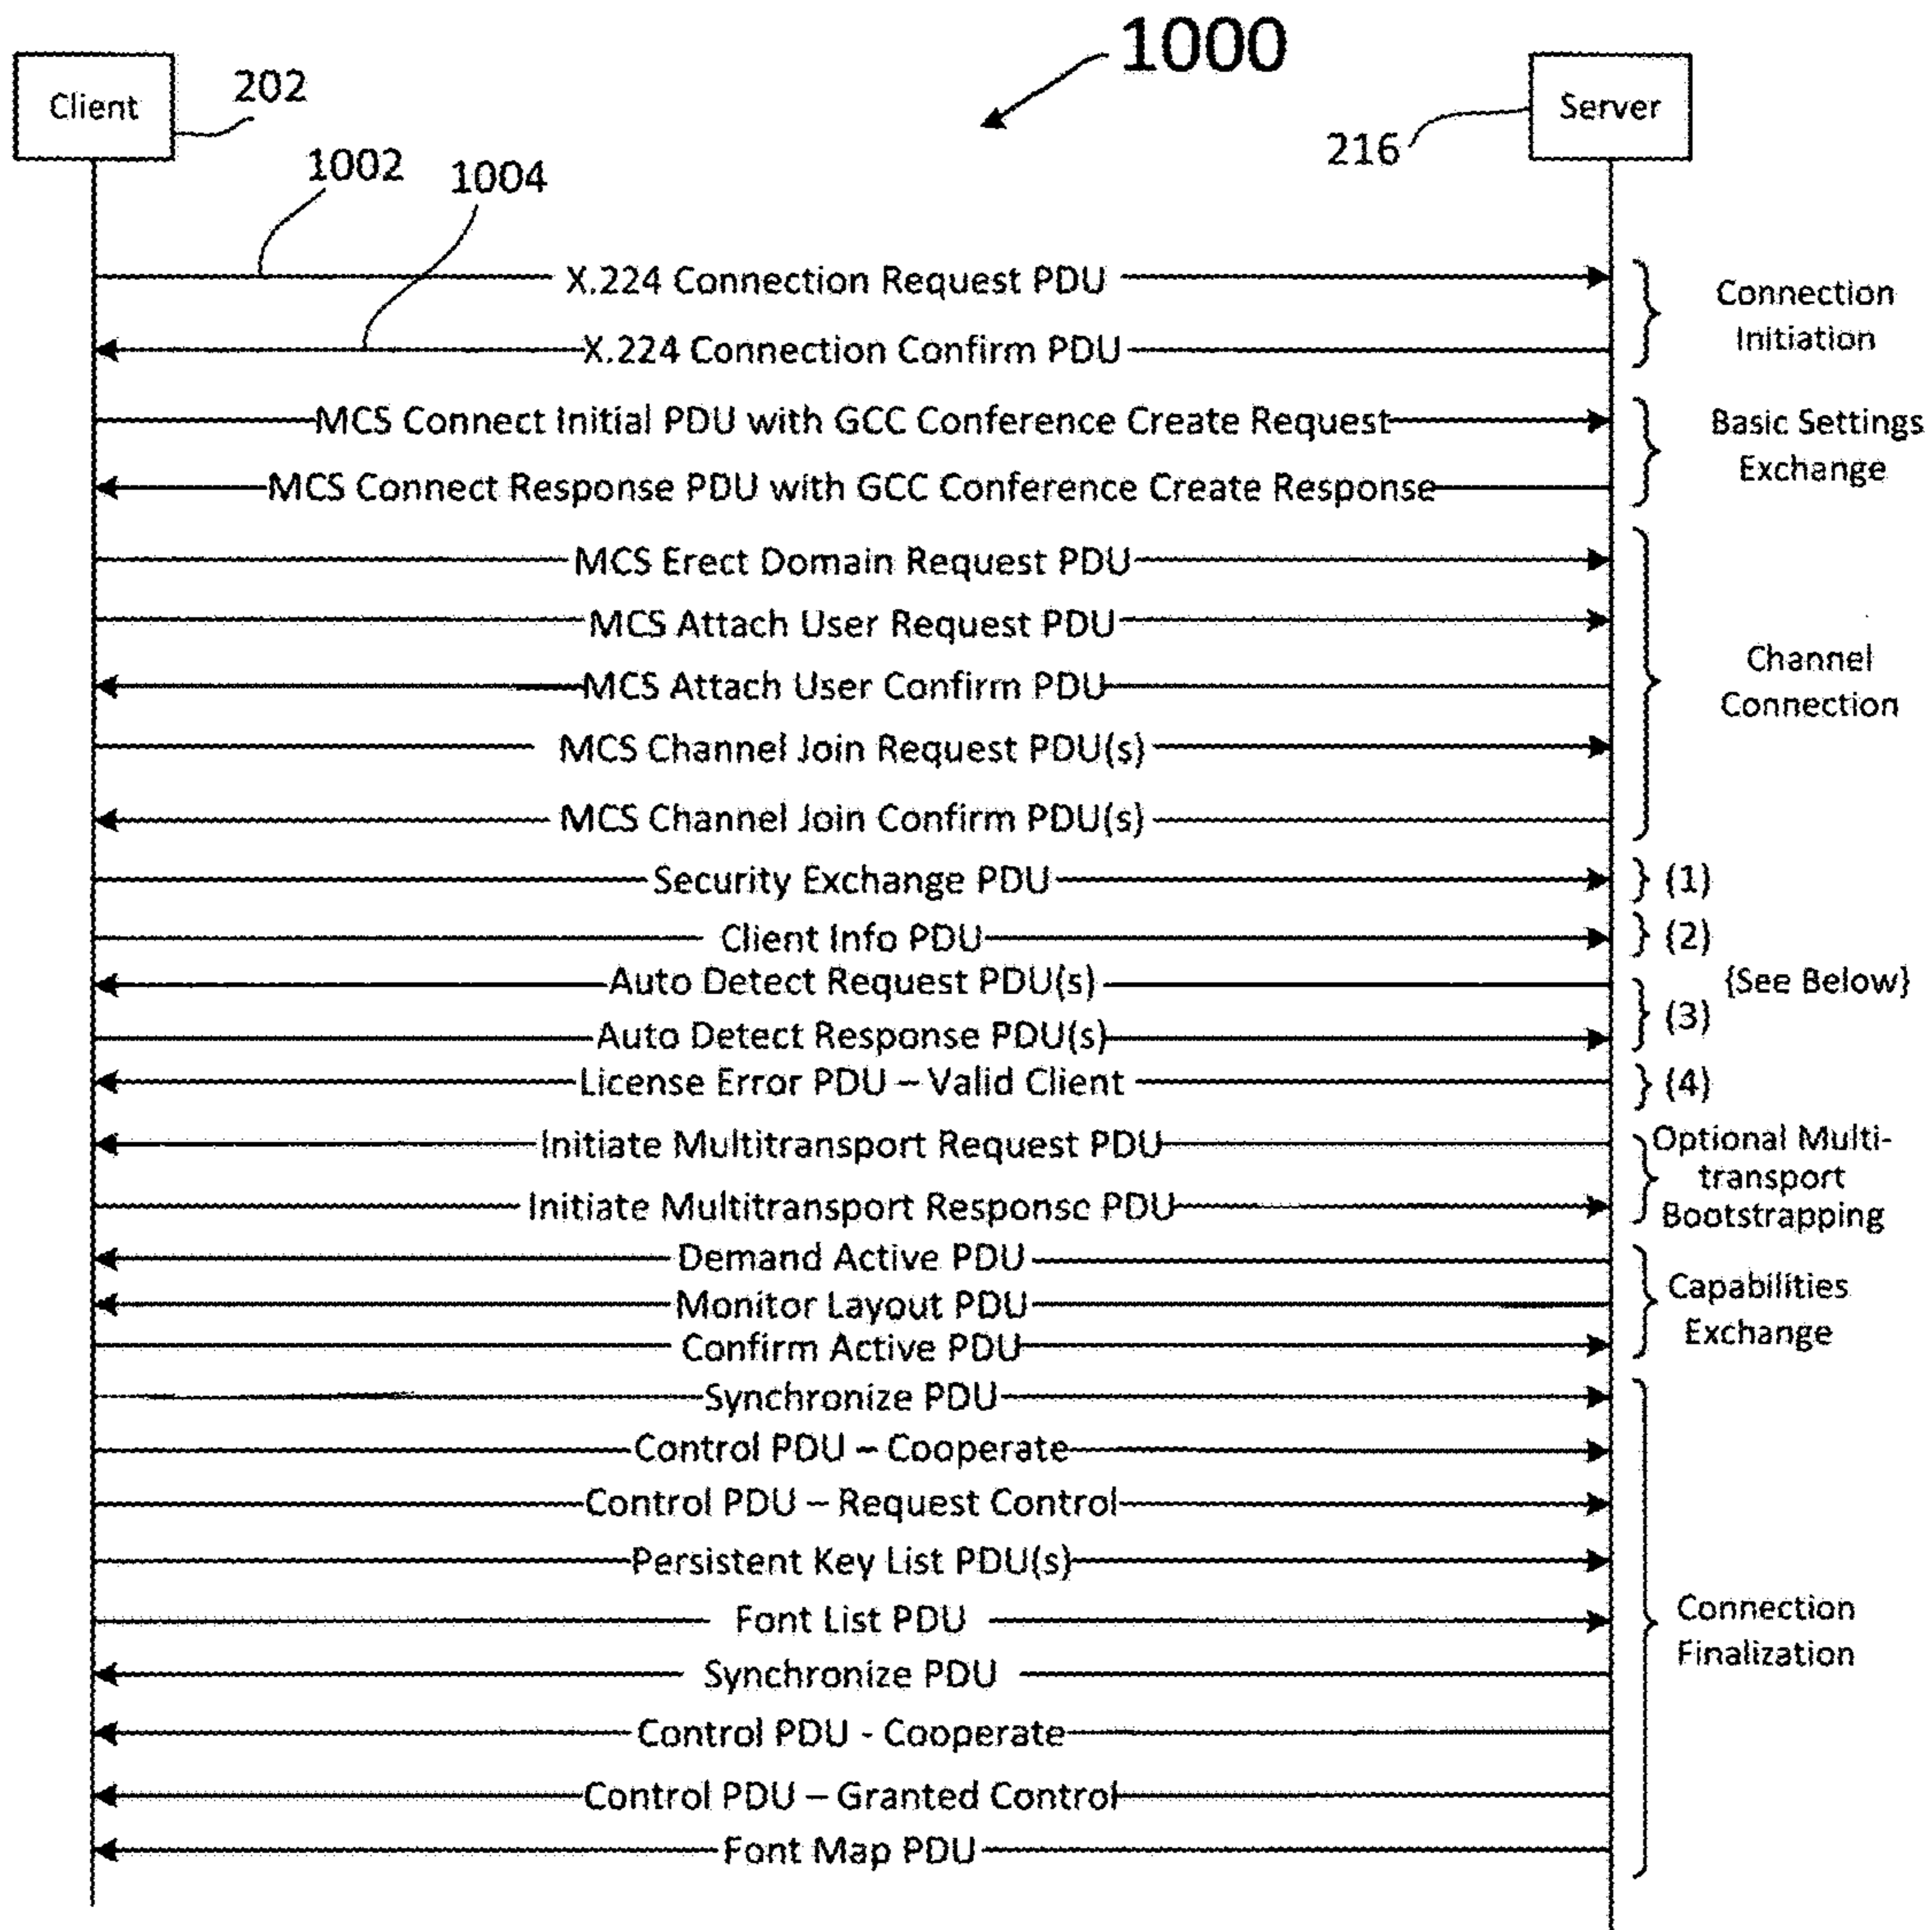 1000
Client
202
Server
216
1002
1004
X.224 Connection Request PDU
Connection
Initiation
X.224 Connection Confirm PDU
MCS Connect Initial PDU with GCC Conference Create Request
Basic Settings
Exchange
MCS Connect Response PDU with GCC Conference Create Response
MCS Erect Domain Request PDU
MCS Attach User Request PDU
Channel
Connection
MCS Attach User Confirm PDU
MCS Channel Join Request PDU(s)
MCS Channel Join Confirm PDU(s)
Security Exchange PDU
(1)
Client Info PDU
(2)
Auto Detect Request PDU(s)
{See Below}
(3)
Auto Detect Response PDU(s)
License Error PDU – Valid Client
(4)
Initiate Multitransport Request PDU
Optional Multi-
transport
Bootstrapping
Initiate Multitransport Response PDU
Demand Active PDU
Monitor Layout PDU
Capabilities
Exchange
Confirm Active PDU
Synchronize PDU
Control PDU – Cooperate
Control PDU – Request Control
Persistent Key List PDU(s)
Font List PDU
Connection
Finalization
Synchronize PDU
Control PDU - Cooperate
Control PDU – Granted Control
Font Map PDU